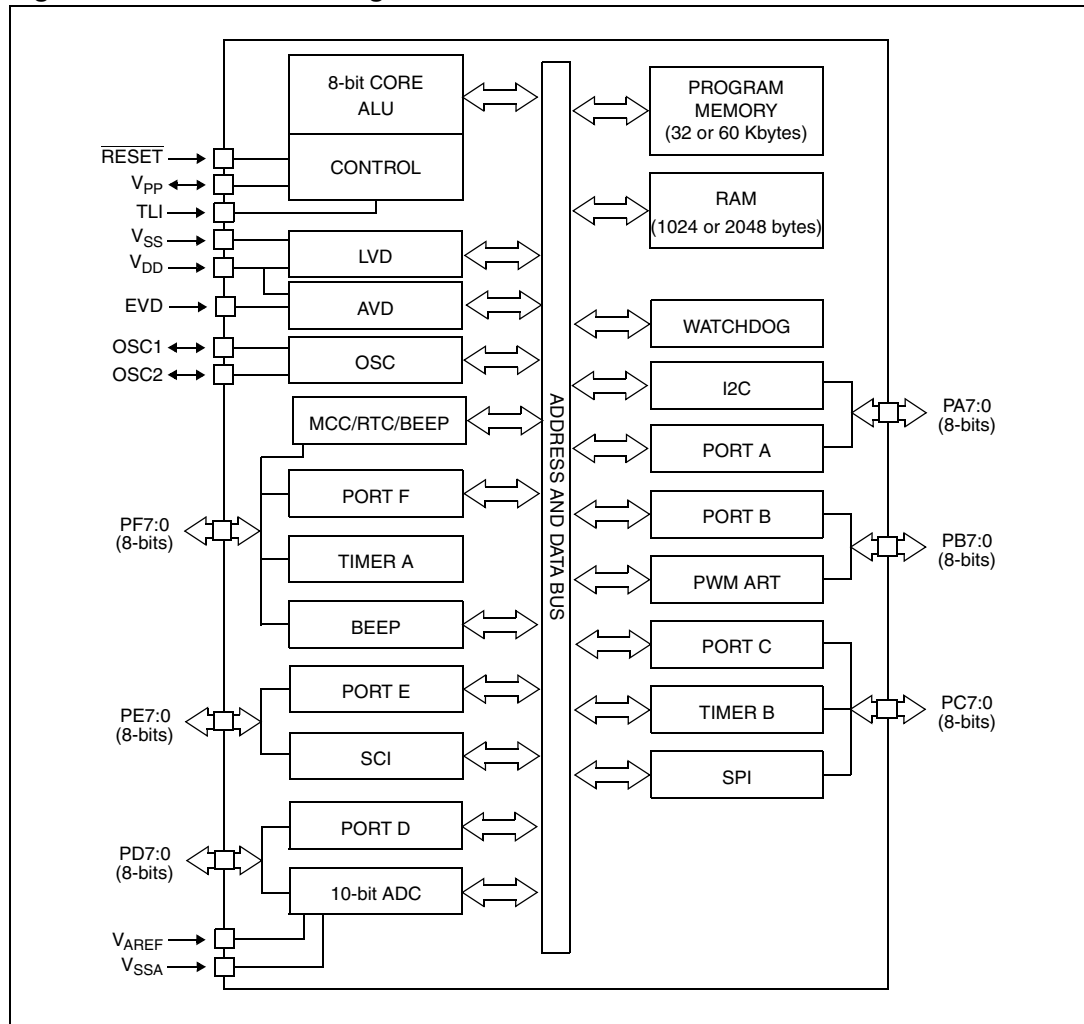 8-bit CORE
ALU
CONTROL
RESET
VPP
TLI
VSS
VDD
EVD
OSC1
OSC2
LVD
AVD
OSC
MCC/RTC/BEEP
PORT F
TIMER A
BEEP
PF7:0
(8-bits)
PORT E
SCI
PE7:0
(8-bits)
PORT D
10-bit ADC
PD7:0
(8-bits)
VAREF
VSSA
ADDRESS AND DATA BUS
PROGRAM
MEMORY
(32 or 60 Kbytes)
RAM
(1024 or 2048 bytes)
WATCHDOG
I2C
PORT A
PA7:0
(8-bits)
PORT B
PWM ART
PB7:0
(8-bits)
PORT C
TIMER B
SPI
PC7:0
(8-bits)